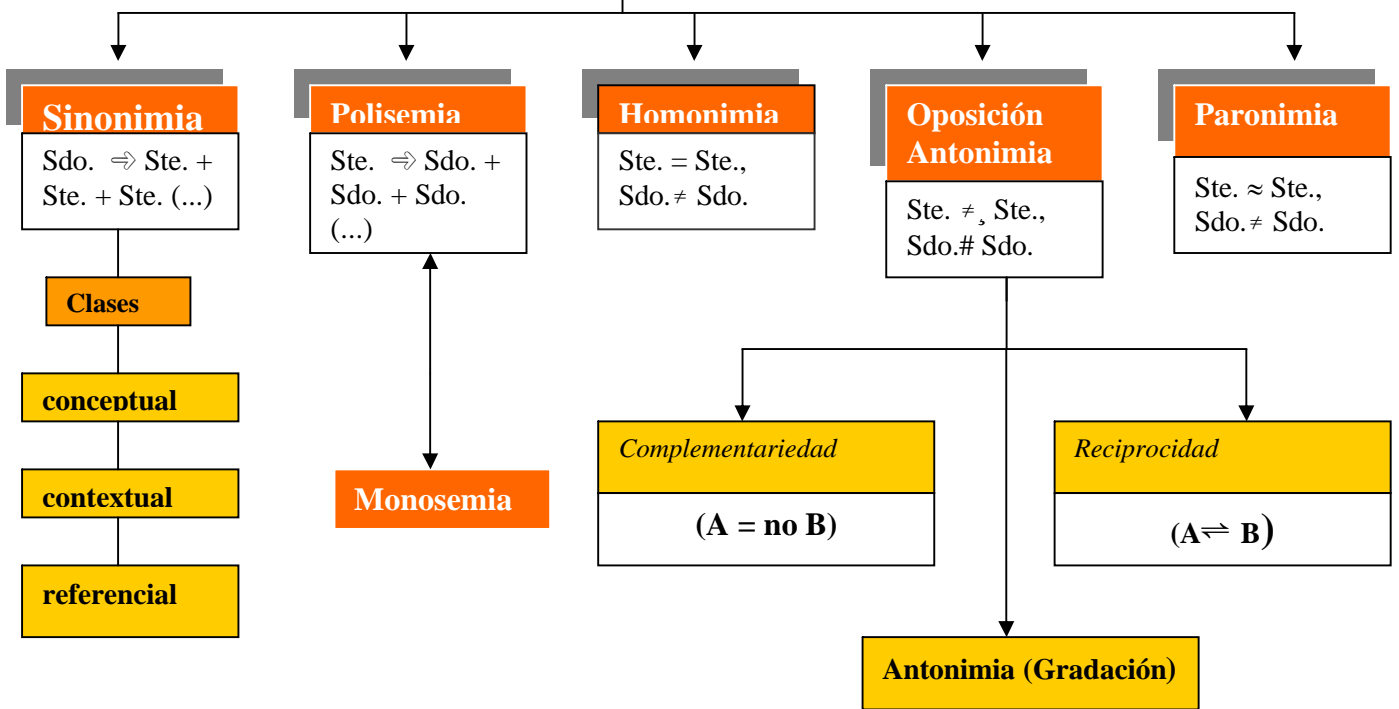 Sinonimia
Sdo. ⇨ Ste. +
Ste. + Ste. (...)
Clases
conceptual
contextual
referencial
Polisemia
Ste. ⇨ Sdo. +
Sdo. + Sdo.
(...)
Monosemia
Homonimia
Ste. = Ste.,
Sdo. ≠ Sdo.
Oposición
Antonimia
Ste. ≠¸ Ste.,
Sdo.# Sdo.
Complementariedad
(A = no B)
Reciprocidad
(A⇌ B)
Antonimia (Gradación)
Paronimia
Ste. ≈ Ste.,
Sdo. ≠ Sdo.